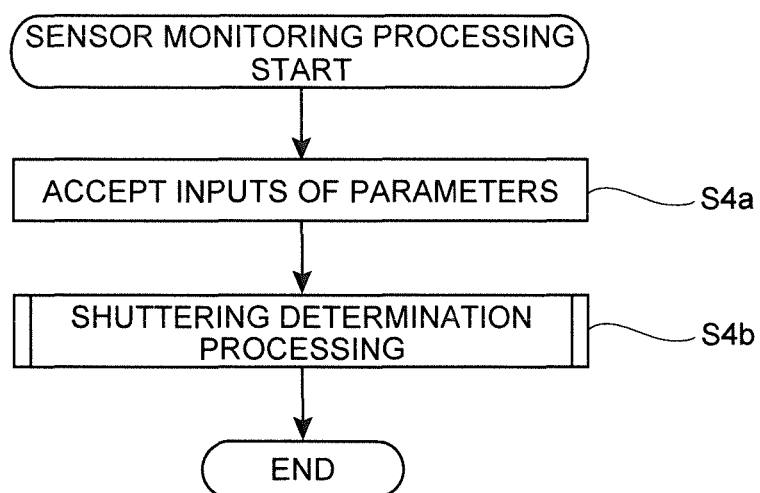 SENSOR MONITORING PROCESSING
START
ACCEPT INPUTS OF PARAMETERS
S4a
SHUTTERING DETERMINATION
PROCESSING
S4b
END